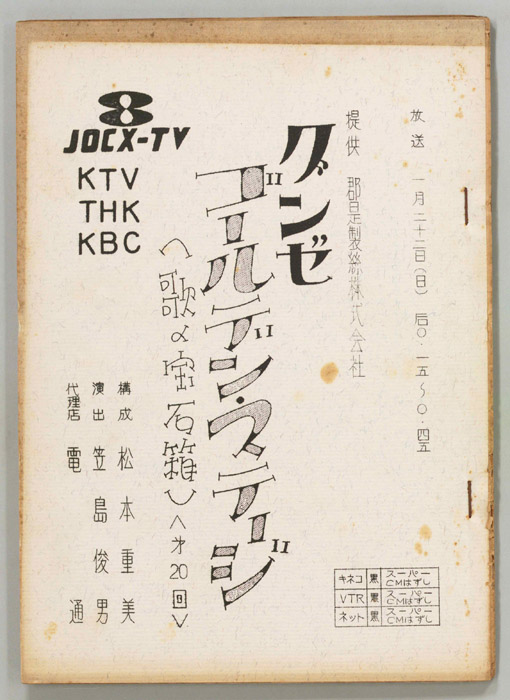 放送 一月二十二日(日) 后〇・一五～〇・四五
提供 郡是製絲株式会社
グンゼ
ゴールデン・ステージ
(歌の宝石箱) <第20回>
8
JOCX-TV
KTV
THK
KBC
構成 松本重美
演出 笠島俊男
代理店 電通
キネコ 黒 スーパーCMはずし
VTR 黒 スーパーCMはずし
ネット 黒 スーパーCMはずし